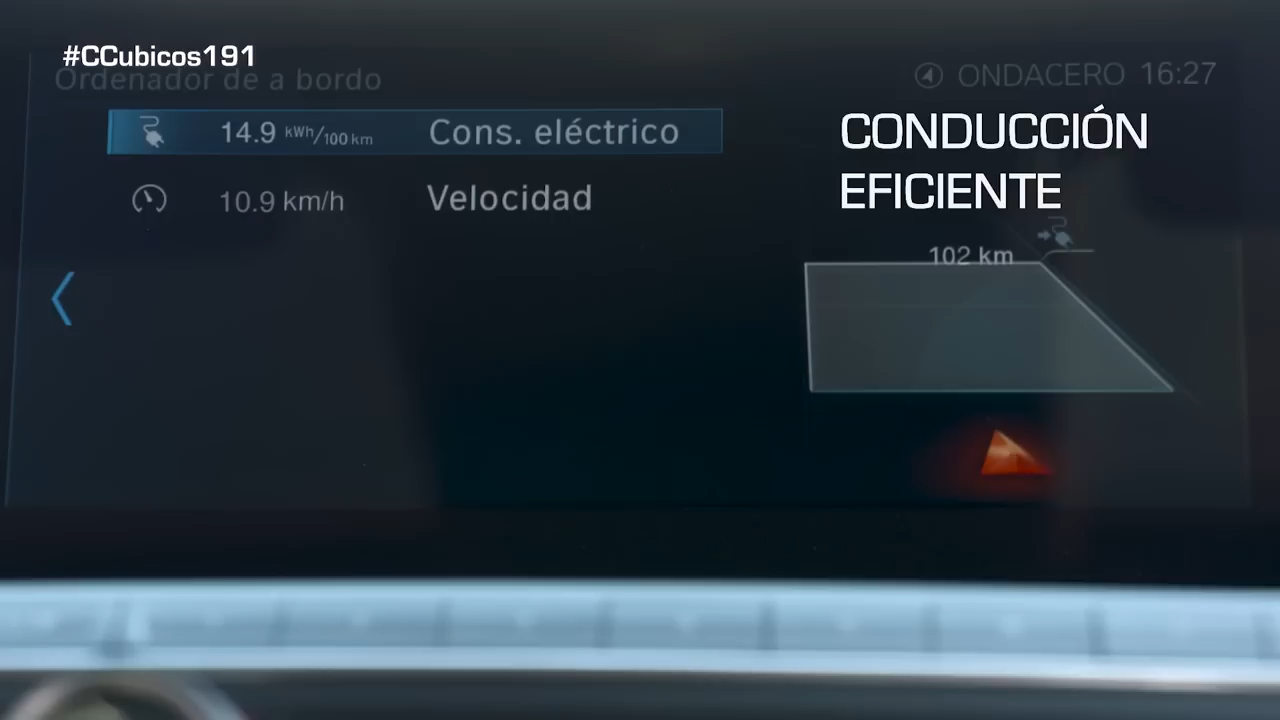 #CCubicos191
Ordenador de a bordo
ONDACERO 16:27
14.9 kWh/100 km Cons. eléctrico
10.9 km/h Velocidad
CONDUCCIÓN
EFICIENTE
102 km